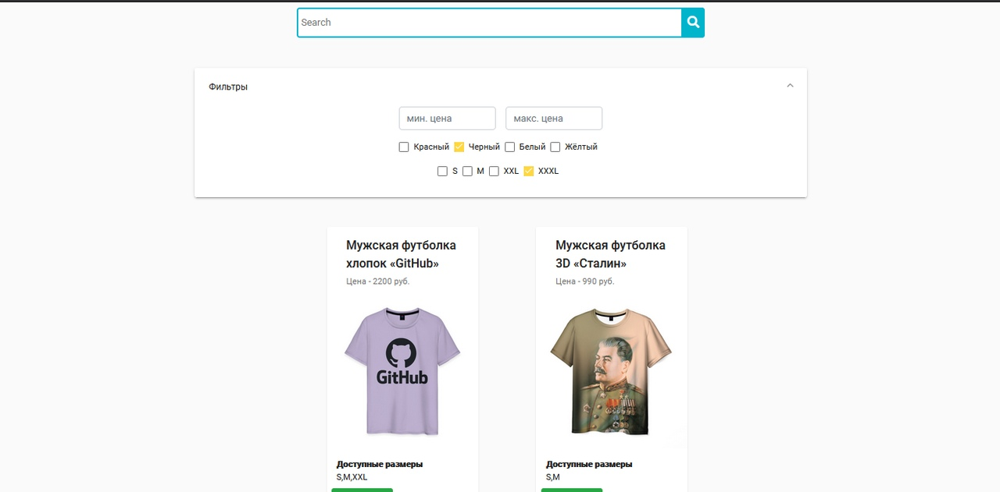 Search
Фильтры
мин. цена макс. цена
Красный Черный Белый Жёлтый
S M XXL XXXL
Мужская футболка
хлопок «GitHub»
Цена - 2200 руб.
GitHub
Доступные размеры
S,M,XXL
Мужская футболка
3D «Сталин»
Цена - 990 руб.
Доступные размеры
S,M